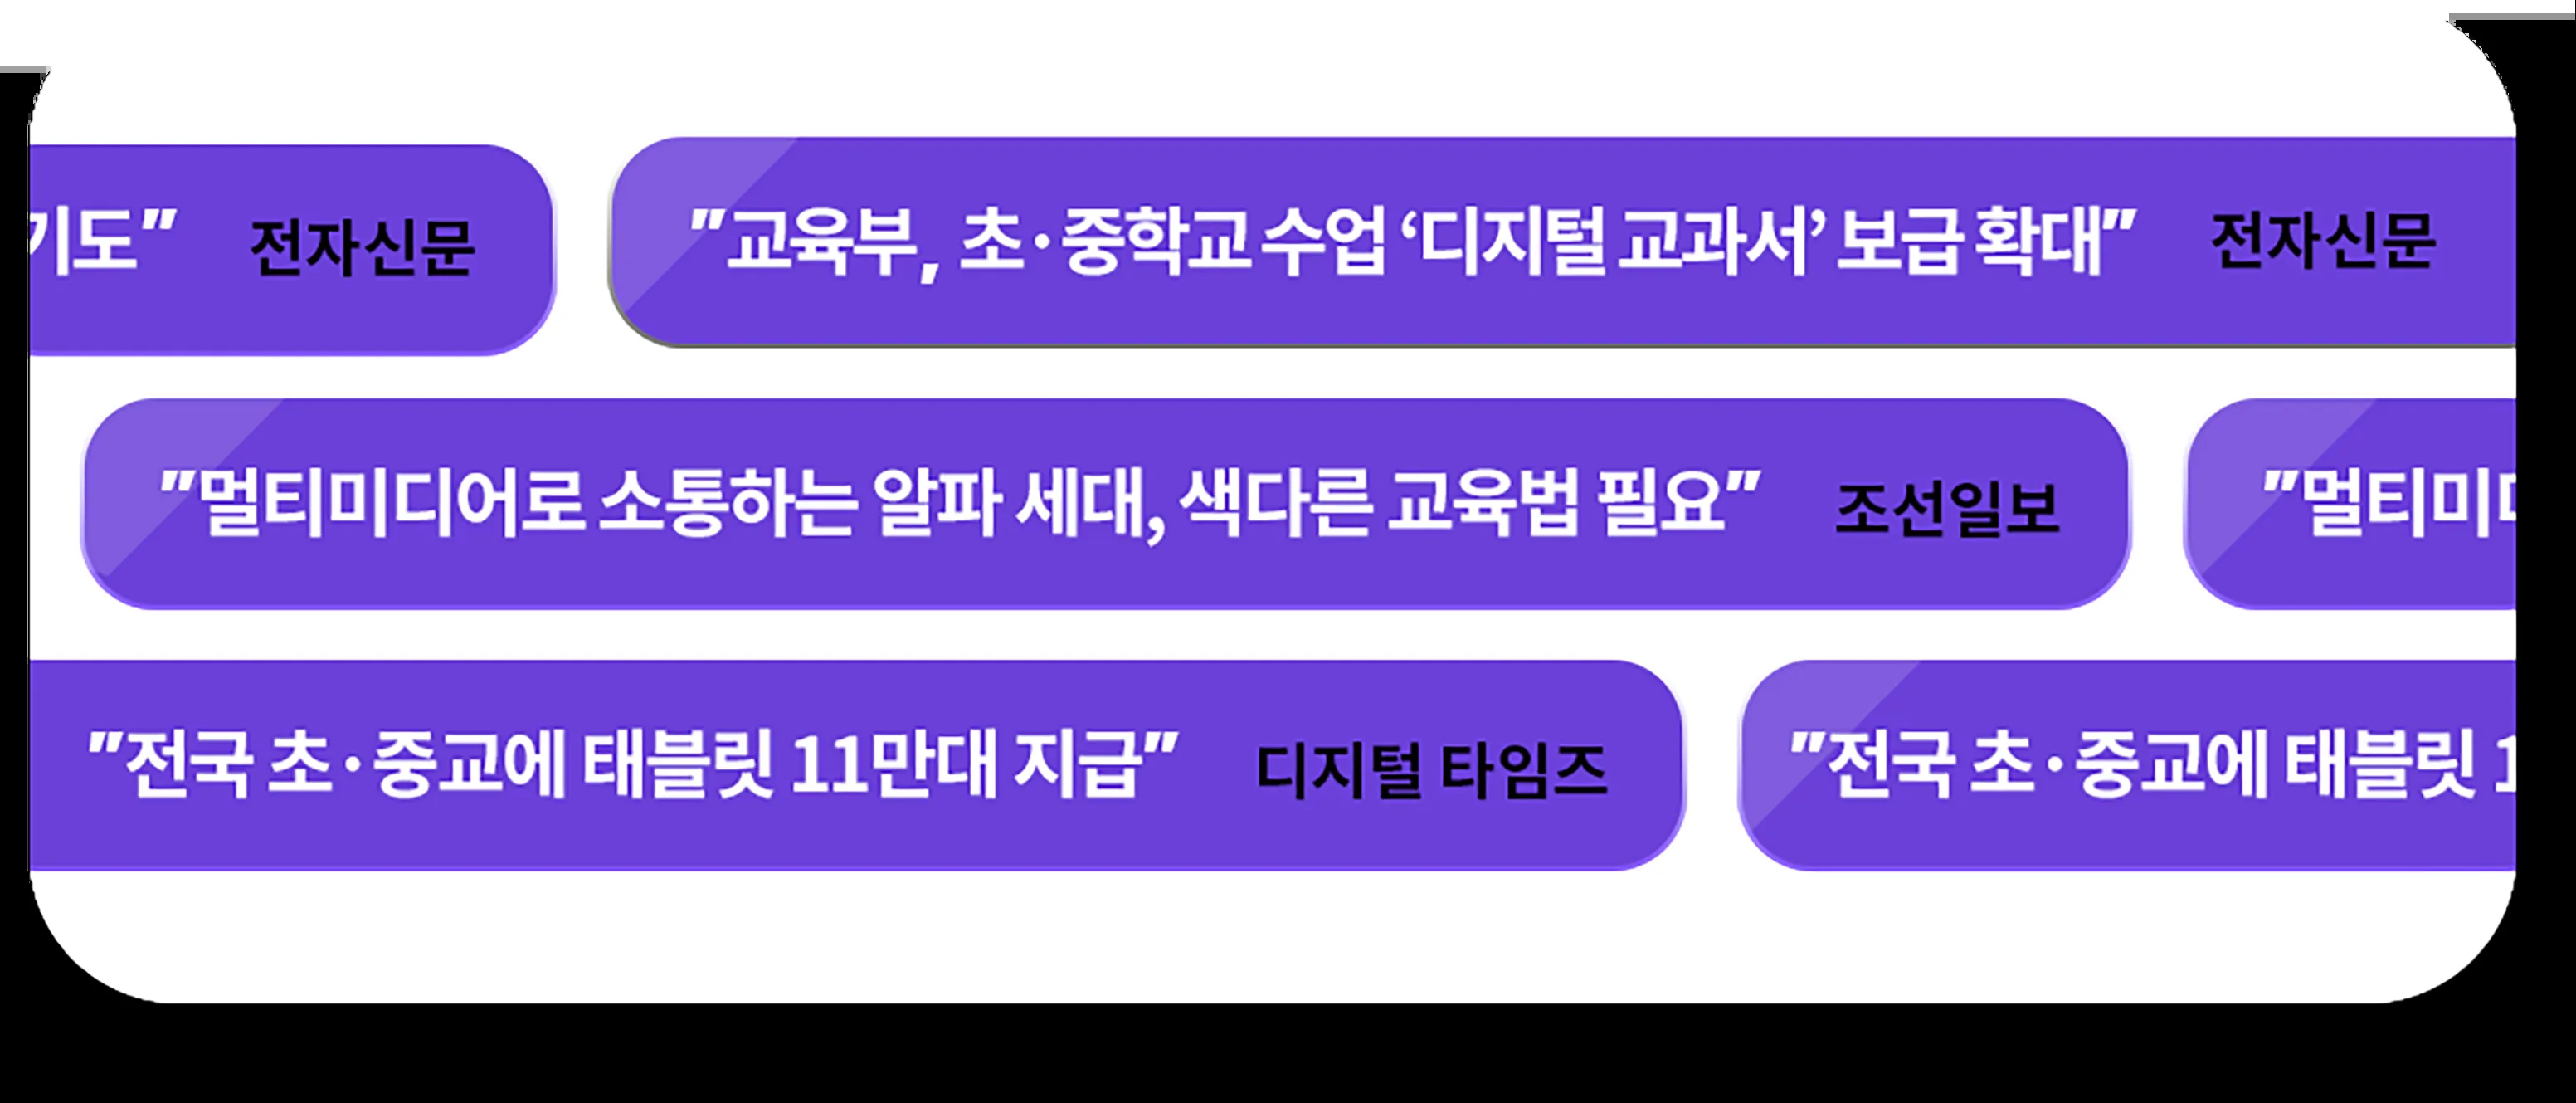 기도" 전자신문 "교육부, 초·중학교 수업 ‘디지털 교과서’ 보급 확대" 전자신문
"멀티미디어로 소통하는 알파 세대, 색다른 교육법 필요" 조선일보 "멀티미디
"전국 초·중교에 태블릿 11만대 지급" 디지털 타임즈 "전국 초·중교에 태블릿 1